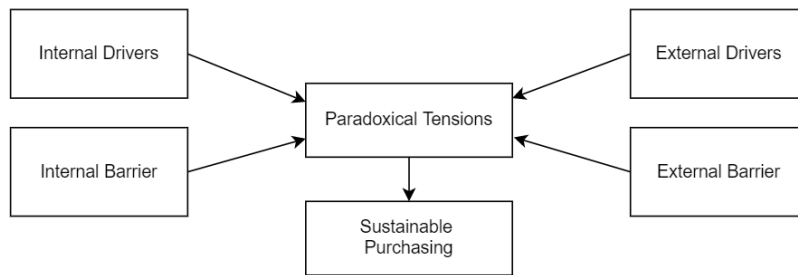 Internal Drivers
External Drivers
Paradoxical Tensions
Internal Barrier
External Barrier
Sustainable
Purchasing